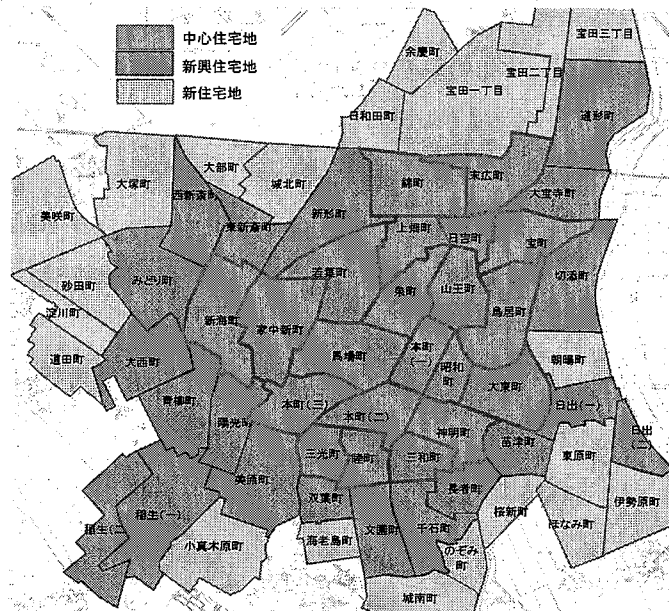 中心住宅地
新興住宅地
新住宅地
余慶町
宝田三丁目
宝田二丁目
宝田一丁目
日和田町
道形町
大塚町
大部町
城北町
西新斎町
東新斎町
新形町
錦町
末広町
大宝寺町
美咲町
上畑町
日吉町
宝町
砂田町
みどり町
若葉町
泉町
山王町
切添町
淀川町
新海町
家中新町
鳥居町
道田町
大西町
馬場町
本町(一)
昭和町
朝暘町
青柳町
陽光町
本町(三)
本町(二)
大東町
日出(一)
日出(二)
神明町
苗津町
三光町
睦町
三和町
東原町
美原町
双葉町
長者町
稲生(一)
稲生(二)
文園町
千石町
桜新町
ほなみ町
伊勢原町
小真木原町
海老島町
のぞみ町
城南町